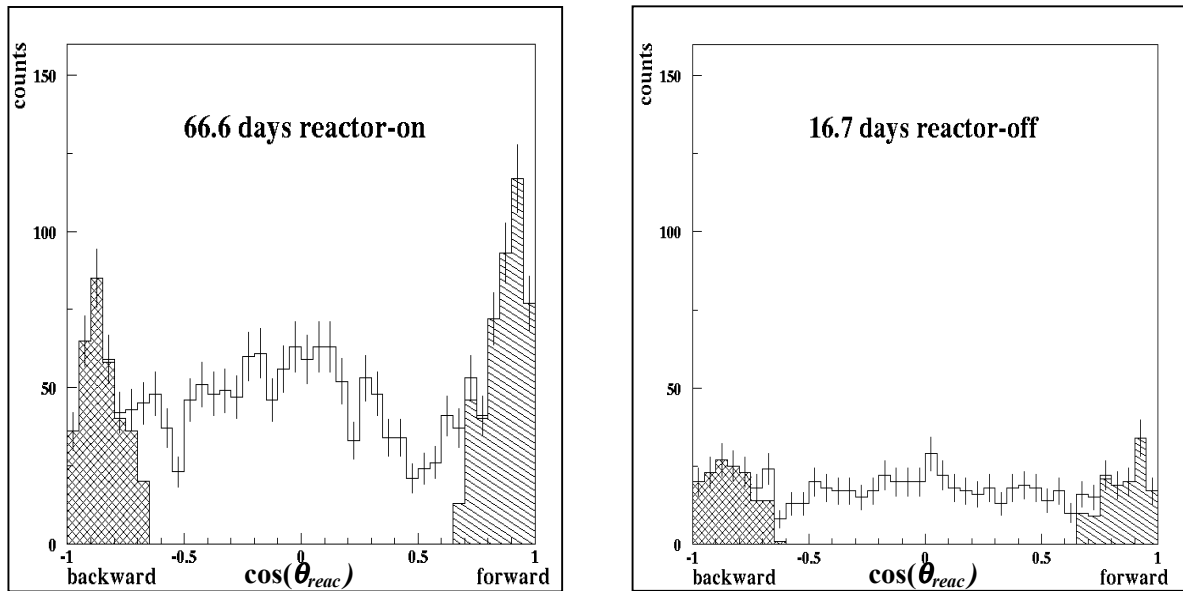 counts
150
66.6 days reactor-on
100
50
0
-1
-0.5
0
0.5
1
backward
cos(θreac)
forward
counts
150
16.7 days reactor-off
100
50
0
-1
-0.5
0
0.5
1
backward
cos(θreac)
forward